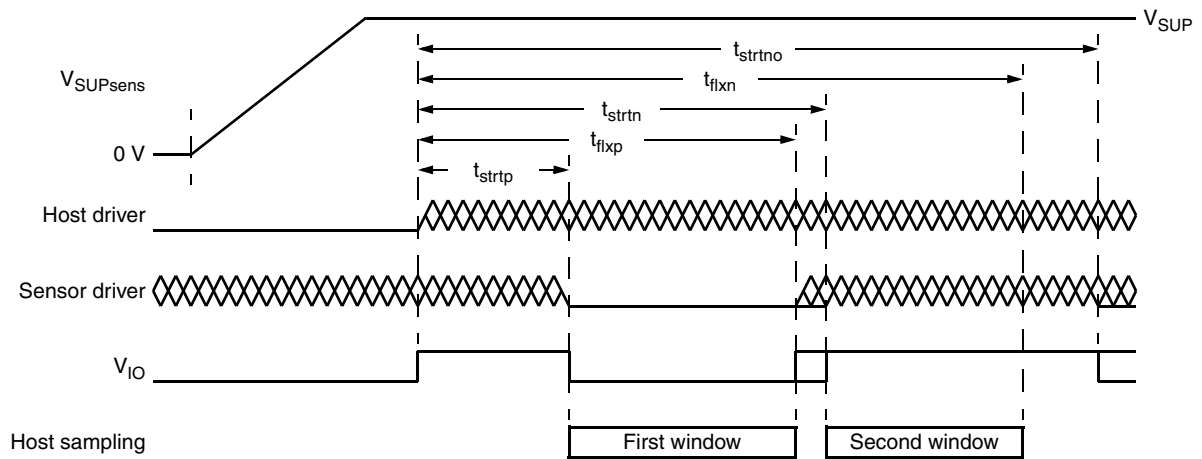 V_SUP
t_strtno
V_SUPsens
t_flxn
t_strtn
t_flxp
0 V
t_strtp
Host driver
Sensor driver
V_IO
Host sampling
First window
Second window